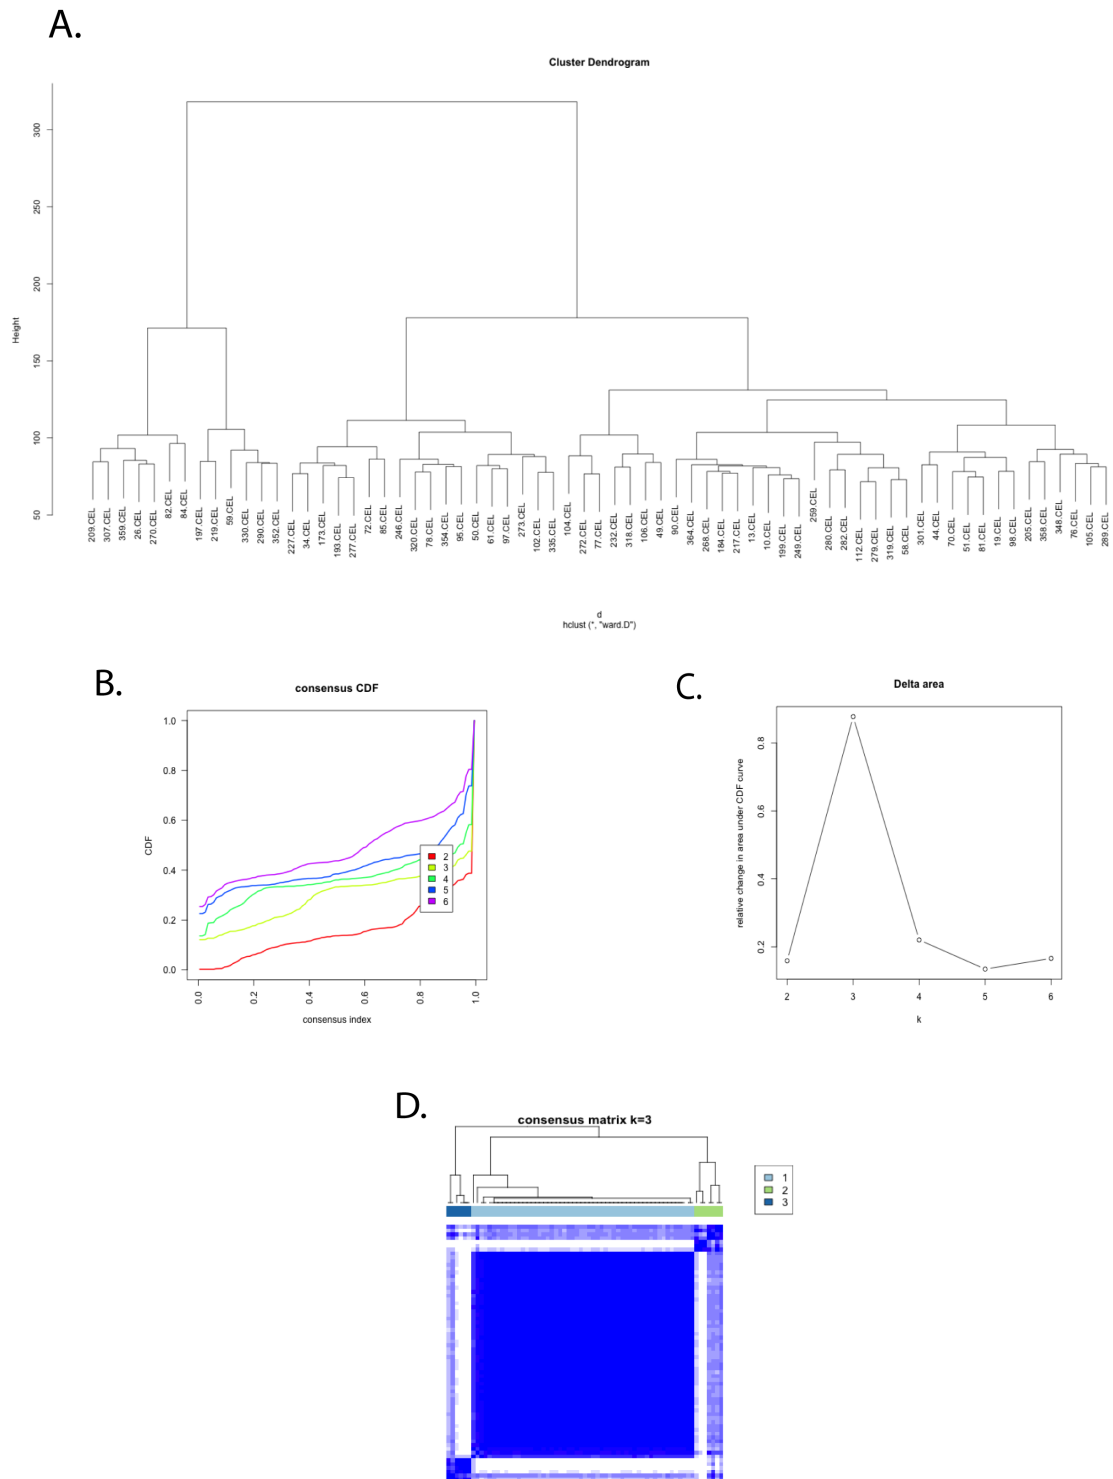 A.
Cluster Dendrogram
Height
50
100
150
200
250
300
209.CEL
307.CEL
359.CEL
26.CEL
270.CEL
82.CEL
84.CEL
197.CEL
219.CEL
59.CEL
330.CEL
290.CEL
352.CEL
227.CEL
34.CEL
173.CEL
193.CEL
277.CEL
72.CEL
85.CEL
246.CEL
320.CEL
78.CEL
354.CEL
95.CEL
50.CEL
61.CEL
97.CEL
273.CEL
102.CEL
335.CEL
104.CEL
272.CEL
77.CEL
232.CEL
318.CEL
106.CEL
49.CEL
90.CEL
364.CEL
268.CEL
184.CEL
217.CEL
13.CEL
10.CEL
199.CEL
249.CEL
259.CEL
280.CEL
282.CEL
112.CEL
279.CEL
319.CEL
58.CEL
301.CEL
44.CEL
70.CEL
51.CEL
81.CEL
19.CEL
98.CEL
205.CEL
358.CEL
348.CEL
76.CEL
105.CEL
289.CEL
d
hclust (*, "ward.D")
B.
consensus CDF
CDF
0.0
0.2
0.4
0.6
0.8
1.0
0.0
0.2
0.4
0.6
0.8
1.0
consensus index
2
3
4
5
6
C.
Delta area
relative change in area under CDF curve
0.2
0.4
0.6
0.8
2
3
4
5
6
k
D.
consensus matrix k=3
1
2
3